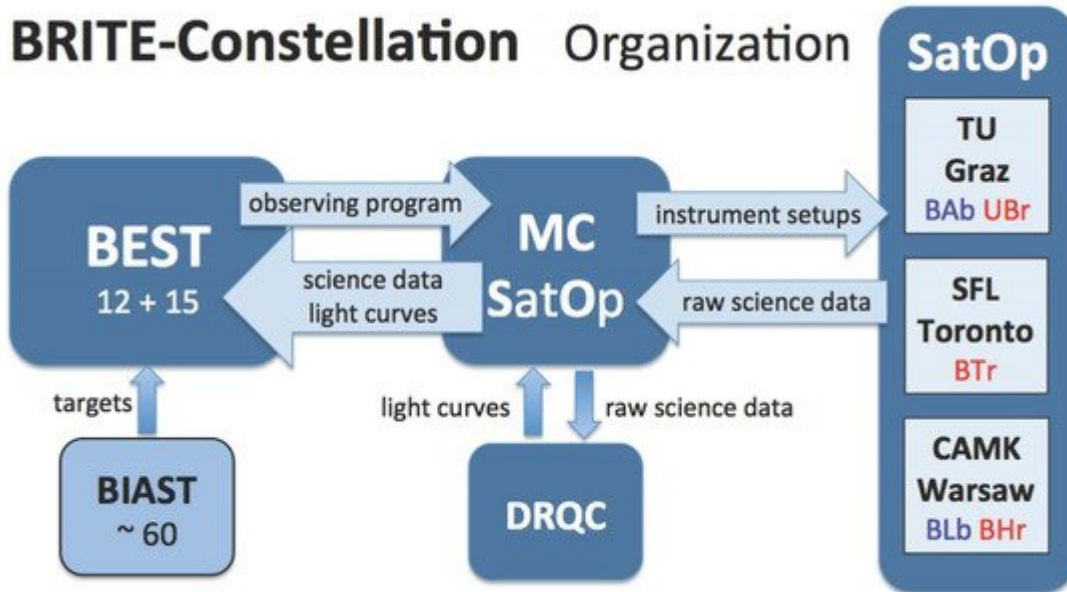 BRITE-Constellation Organization
SatOp
TU
Graz
BAb UBr
SFL
Toronto
BTr
CAMK
Warsaw
BLb BHr
BEST
12 + 15
observing program
science data
light curves
MC
SatOp
instrument setups
raw science data
targets
BIAST
~ 60
light curves
raw science data
DRQC